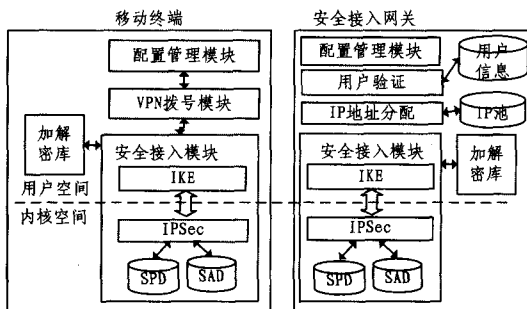 移动终端
配置管理模块
VPN拨号模块
加解
密库
安全接入模块
IKE
用户空间
内核空间
IPSec
SPD
SAD
安全接入网关
配置管理模块
用户
信息
用户验证
IP地址分配
IP池
安全接入模块
加解
密库
IKE
IPSec
SPD
SAD